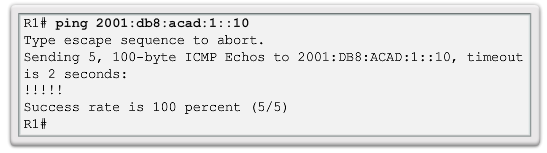 R1# ping 2001:db8:acad:1::10
Type escape sequence to abort.
Sending 5, 100-byte ICMP Echos to 2001:DB8:ACAD:1::10, timeout
is 2 seconds:
!!!!!
Success rate is 100 percent (5/5)
R1#